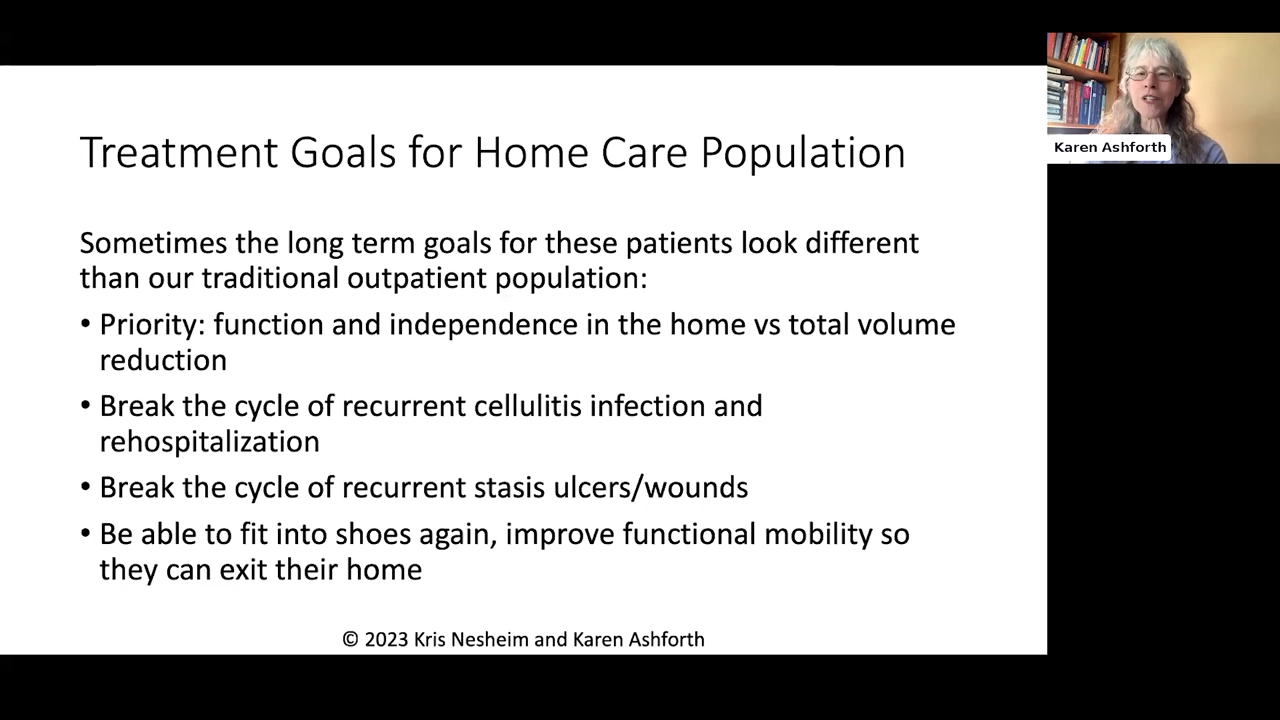 Treatment Goals for Home Care Population
Sometimes the long term goals for these patients look different
than our traditional outpatient population:
• Priority: function and independence in the home vs total volume
reduction
• Break the cycle of recurrent cellulitis infection and
rehospitalization
• Break the cycle of recurrent stasis ulcers/wounds
• Be able to fit into shoes again, improve functional mobility so
they can exit their home
© 2023 Kris Nesheim and Karen Ashforth
Karen Ashforth